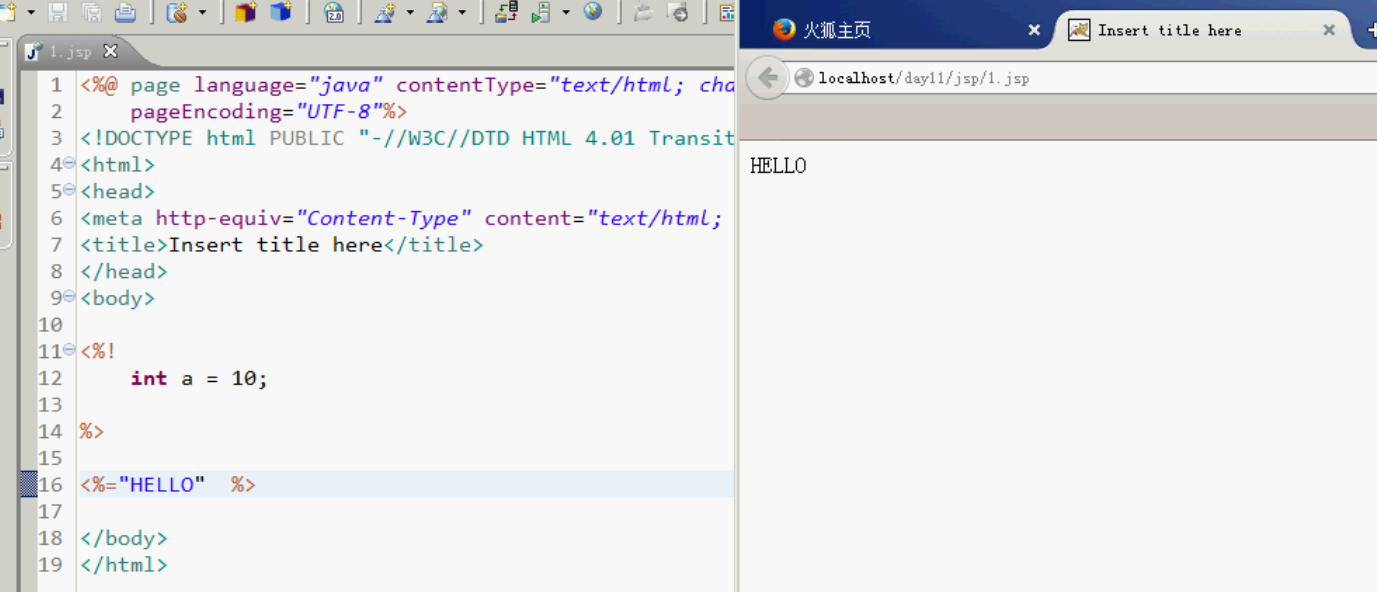 1.jsp
1 <%@ page language="java" contentType="text/html; cha
2 pageEncoding="UTF-8"%>
3 <!DOCTYPE html PUBLIC "-//W3C//DTD HTML 4.01 Transit
4 <html>
5 <head>
6 <meta http-equiv="Content-Type" content="text/html;
7 <title>Insert title here</title>
8 </head>
9 <body>
10
11 <%!
12 int a = 10;
13
14 %>
15
16 <%="HELLO"  %>
17
18 </body>
19 </html>
火狐主页
Insert title here
localhost/day11/jsp/1.jsp
HELLO